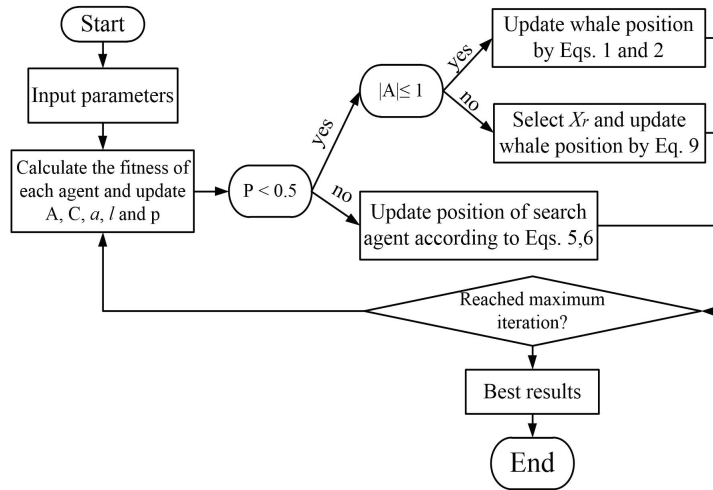 Start
Input parameters
Calculate the fitness of
each agent and update
A, C, a, l and p
P < 0.5
yes
no
|A|≤ 1
yes
no
Update whale position
by Eqs. 1 and 2
Select Xr and update
whale position by Eq. 9
Update position of search
agent according to Eqs. 5,6
Reached maximum
iteration?
Best results
End